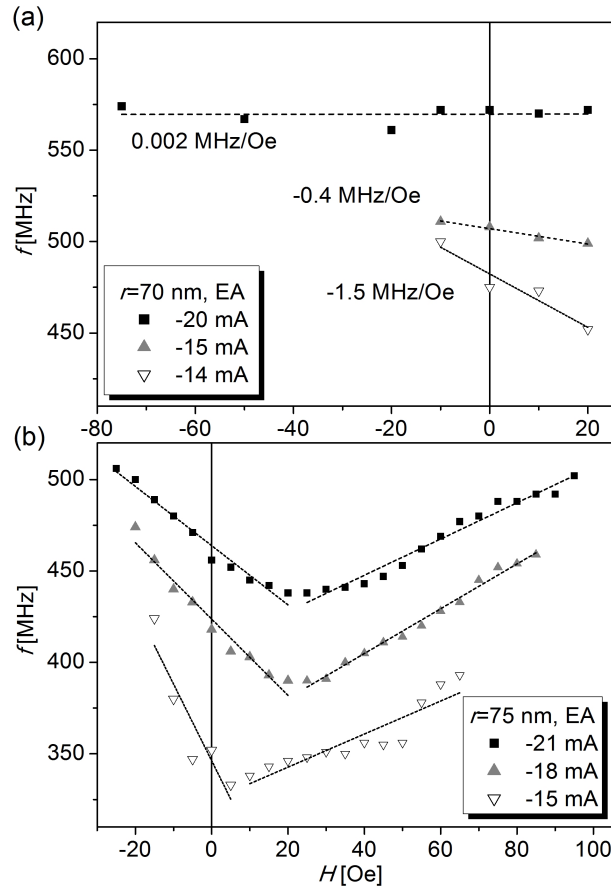 (a)
600
550
500
450
f[MHz]
0.002 MHz/Oe
-0.4 MHz/Oe
-1.5 MHz/Oe
r=70 nm, EA
-20 mA
-15 mA
-14 mA
-80 -60 -40 -20 0 20
(b)
500
450
400
350
f[MHz]
r=75 nm, EA
-21 mA
-18 mA
-15 mA
-20 0 20 40 60 80 100
H[Oe]